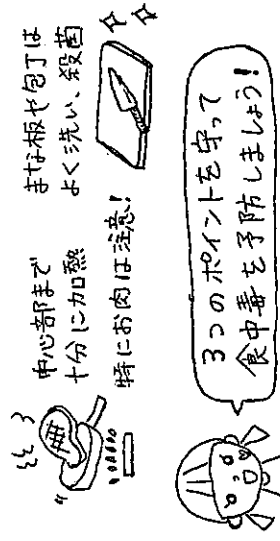 まな板や包丁は
よく洗い、殺菌
中心部まで
十分に加熱
特にお肉は注意!
3つのポイントを守って
食中毒を予防しましょう!